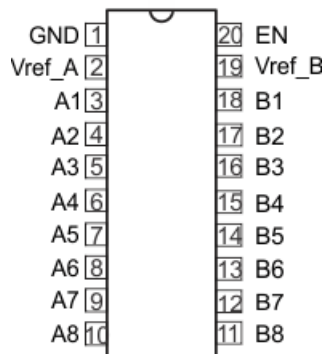 GND 1 20 EN
Vref_A 2 19 Vref_B
A1 3 18 B1
A2 4 17 B2
A3 5 16 B3
A4 6 15 B4
A5 7 14 B5
A6 8 13 B6
A7 9 12 B7
A8 10 11 B8